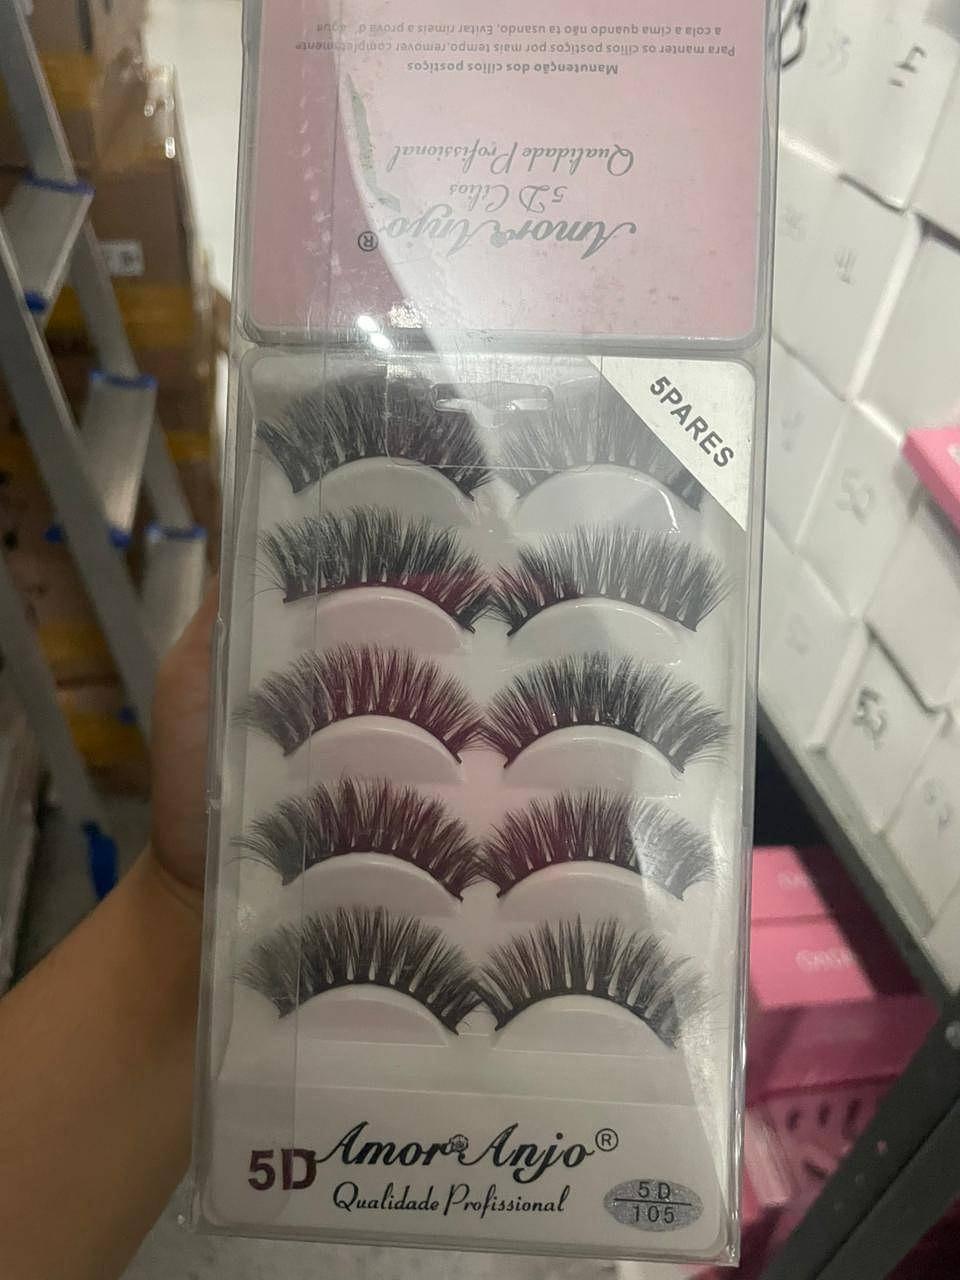 Amor Anjo®
5D Cílios
Qualidade Profissional
Manutenção dos cílios postiços
Para manter os cílios postiços por mais tempo, remover completmente
a cola a cima quando não ta usando, Evitar rimeis a prova d' água
5PARES
5D Amor Anjo®
Qualidade Profissional
5D
105